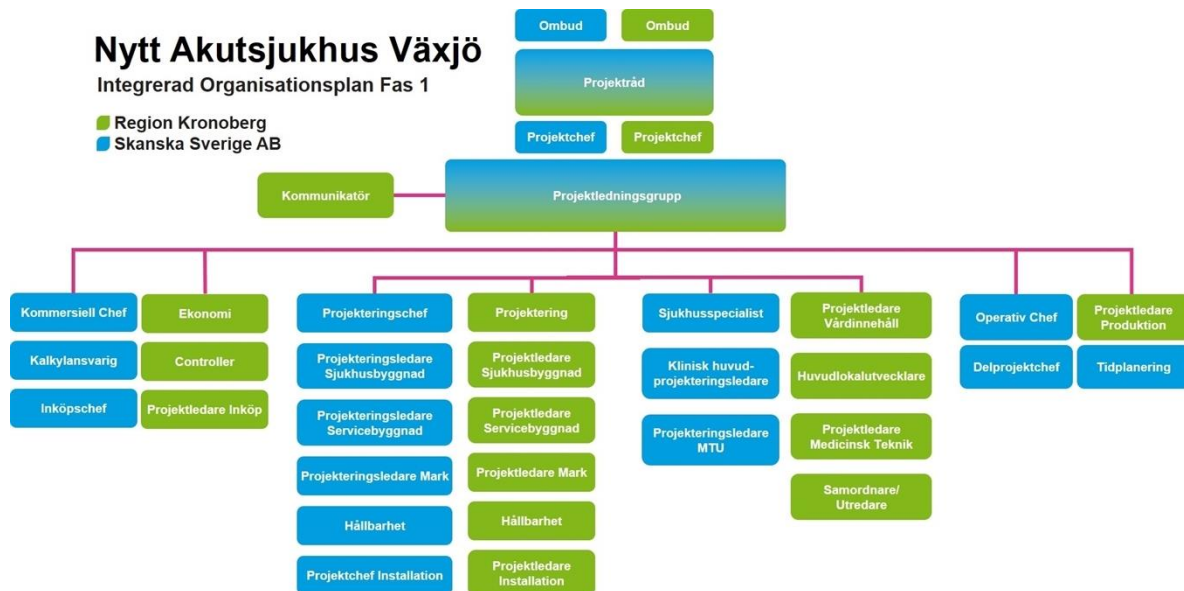 Nytt Akutsjukhus Växjö
Integrerad Organisationsplan Fas 1
Region Kronoberg
Skanska Sverige AB
Ombud
Ombud
Projektråd
Projektchef
Projektchef
Kommunikatör
Projektledningsgrupp
Kommersiell Chef
Kalkylansvarig
Inköpschef
Ekonomi
Controller
Projektledare Inköp
Projekteringschef
Projekteringsledare
Sjukhusbyggnad
Projekteringsledare
Servicebyggnad
Projekteringsledare Mark
Hållbarhet
Projektchef Installation
Projektering
Projektledare
Sjukhusbyggnad
Projektledare
Servicebyggnad
Projektledare Mark
Hållbarhet
Projektledare
Installation
Sjukhusspecialist
Klinisk huvud-
projekteringsledare
Projekteringsledare
MTU
Projektledare
Vårdinnehåll
Huvudlokalutvecklare
Projektledare
Medicinsk Teknik
Samordnare/
Utredare
Operativ Chef
Delprojektchef
Projektledare
Produktion
Tidplanering